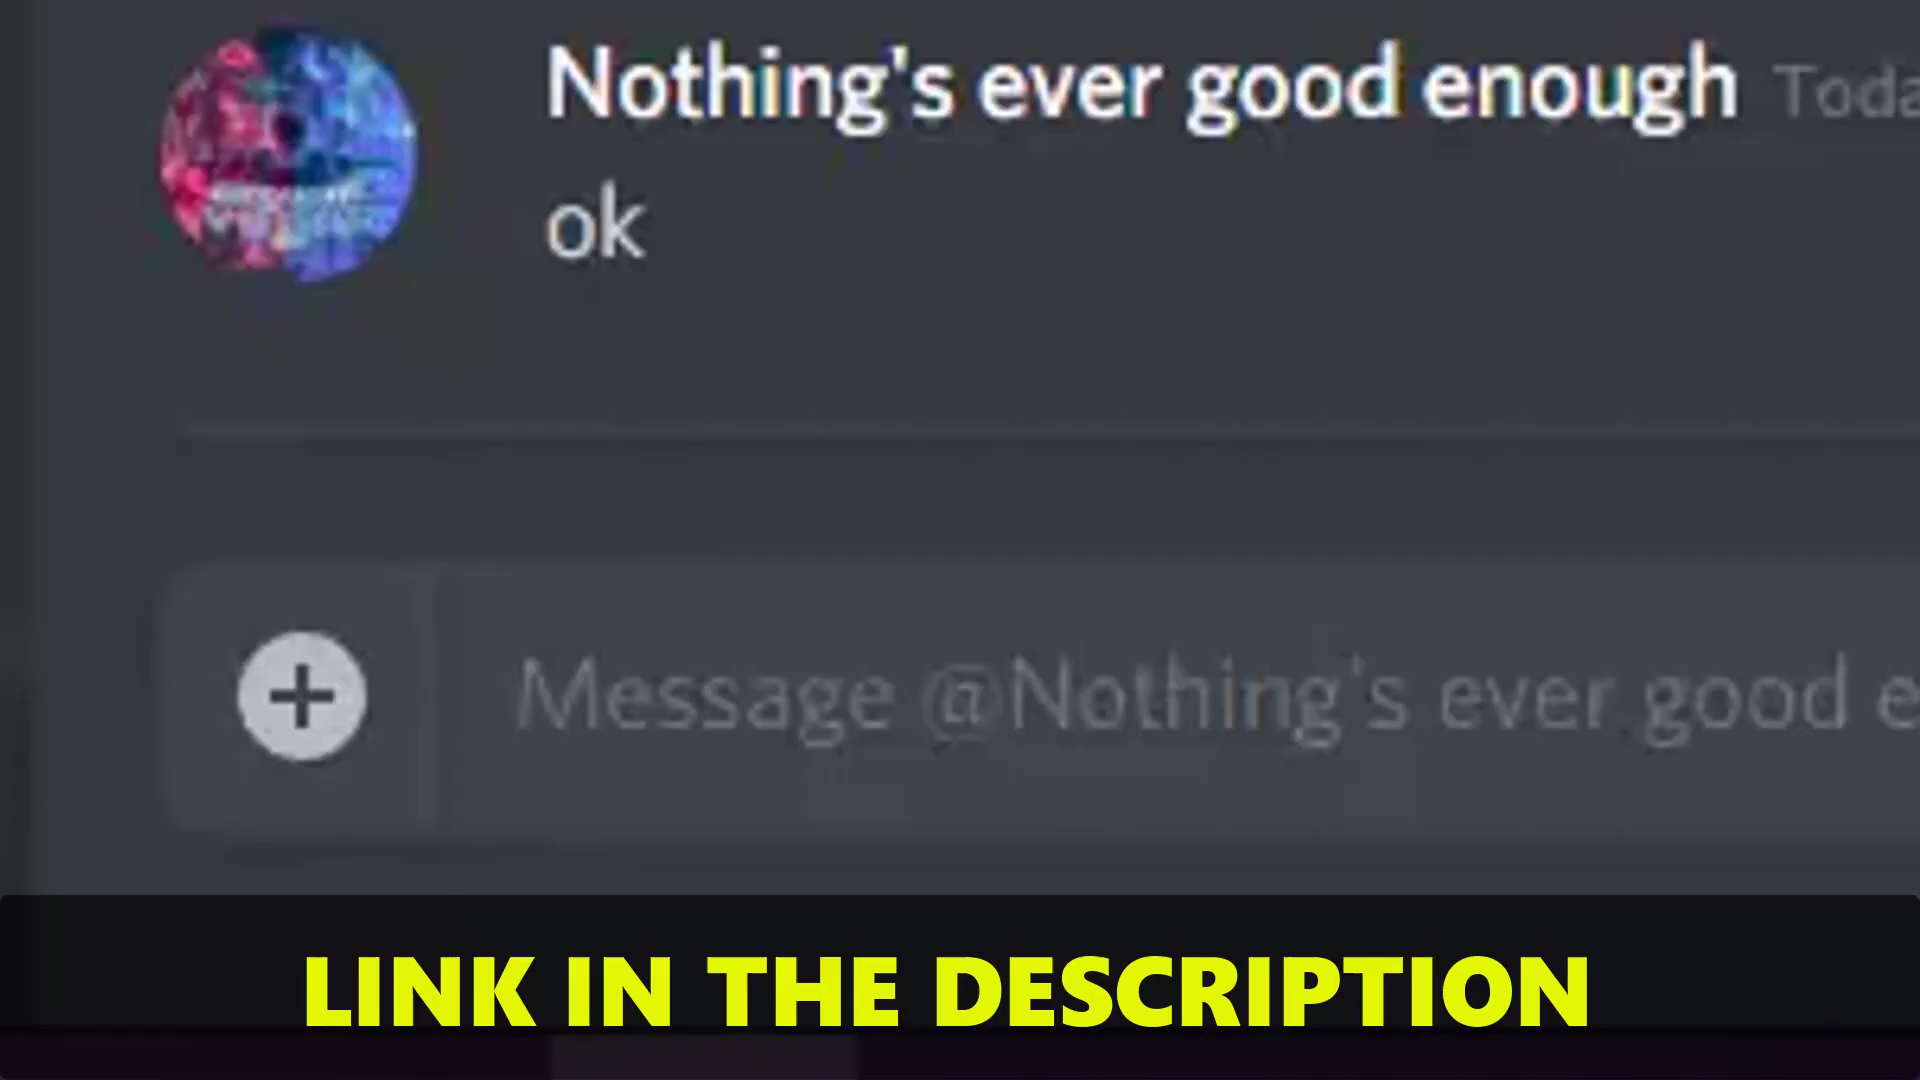 Nothing's ever good enough
ok
Message @Nothing's ever good
LINK IN THE DESCRIPTION